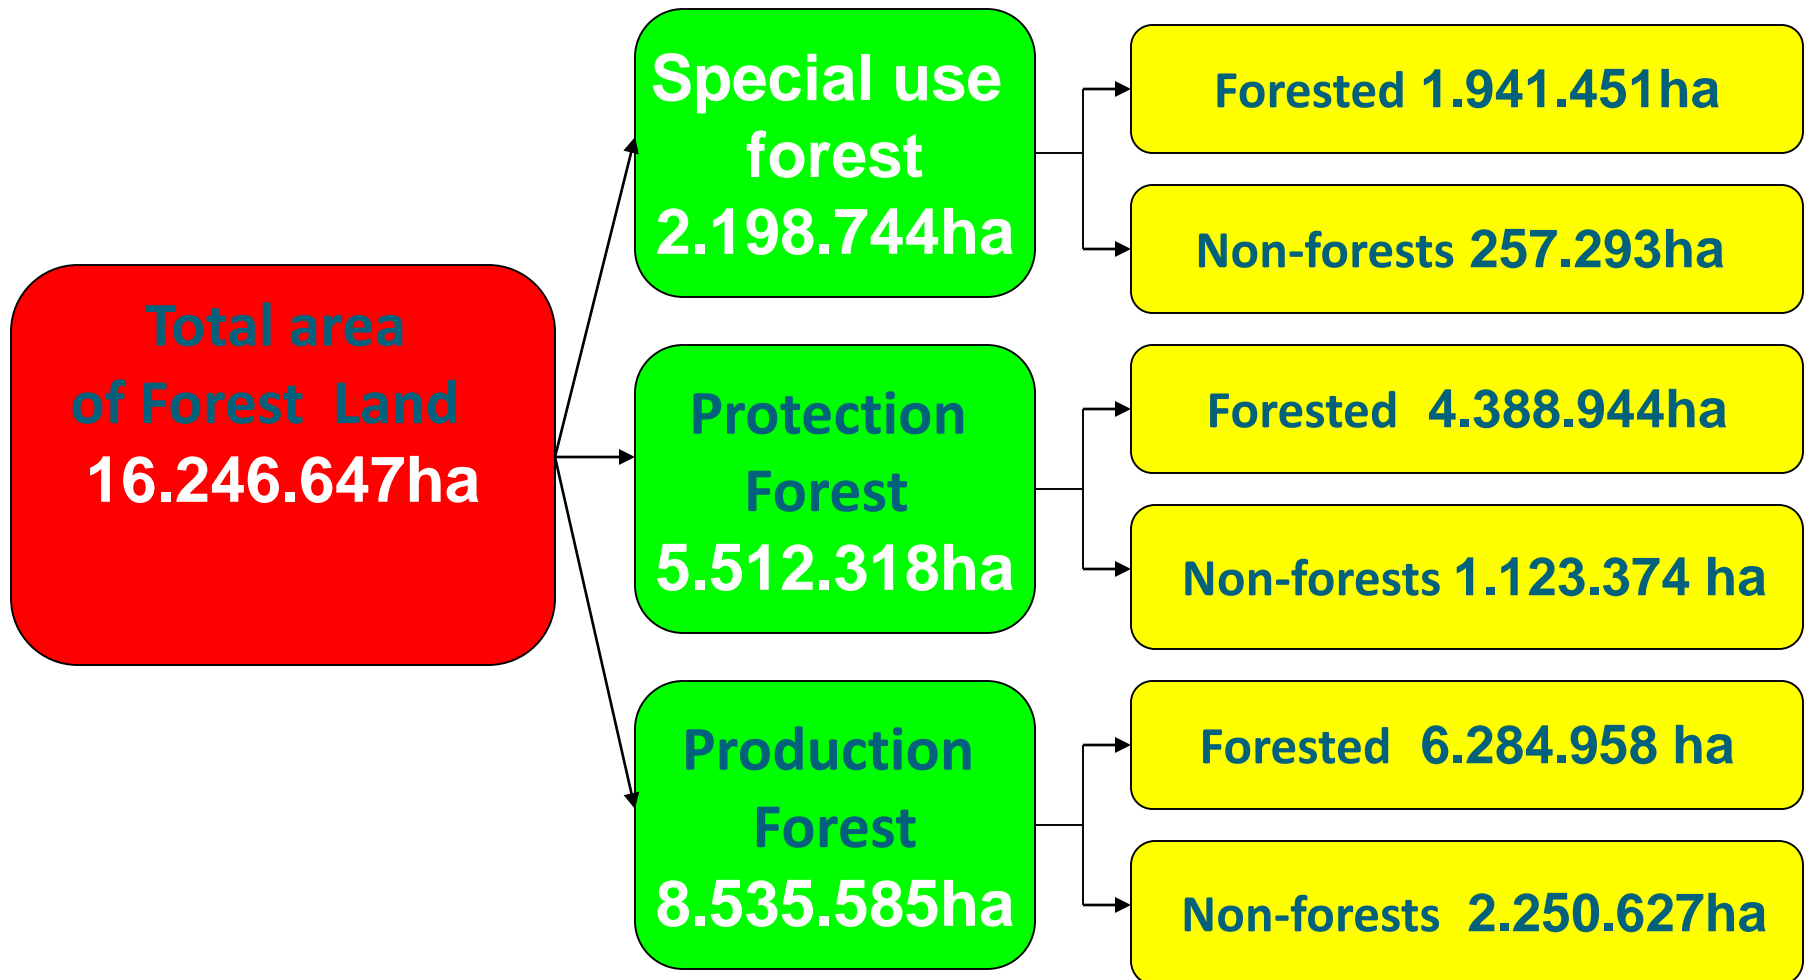 Total area
of Forest Land
16.246.647ha
Special use
forest
2.198.744ha
Forested 1.941.451ha
Non-forests 257.293ha
Protection
Forest
5.512.318ha
Forested 4.388.944ha
Non-forests 1.123.374 ha
Production
Forest
8.535.585ha
Forested 6.284.958 ha
Non-forests 2.250.627ha